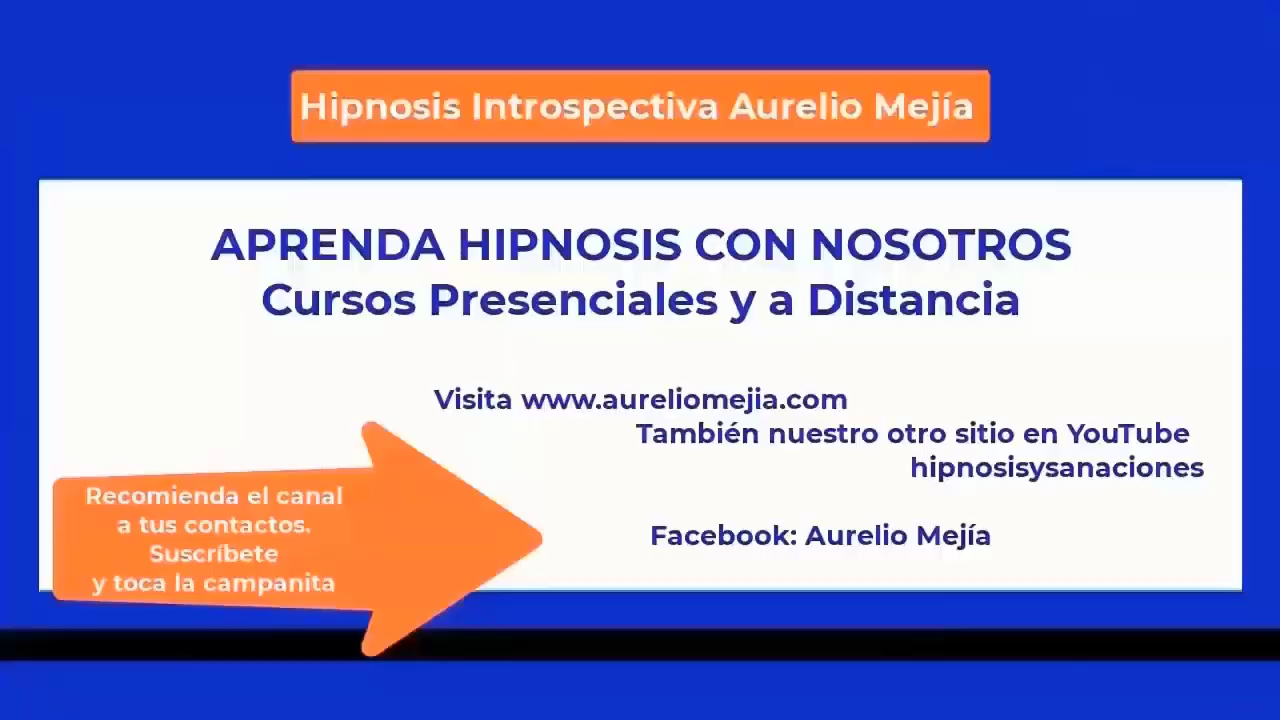 Hipnosis Introspectiva Aurelio Mejía
APRENDA HIPNOSIS CON NOSOTROS
Cursos Presenciales y a Distancia
Visita www.aureliomejia.com
También nuestro otro sitio en YouTube
hipnosisysanaciones
Facebook: Aurelio Mejía
Recomienda el canal
a tus contactos.
Suscríbete
y toca la campanita